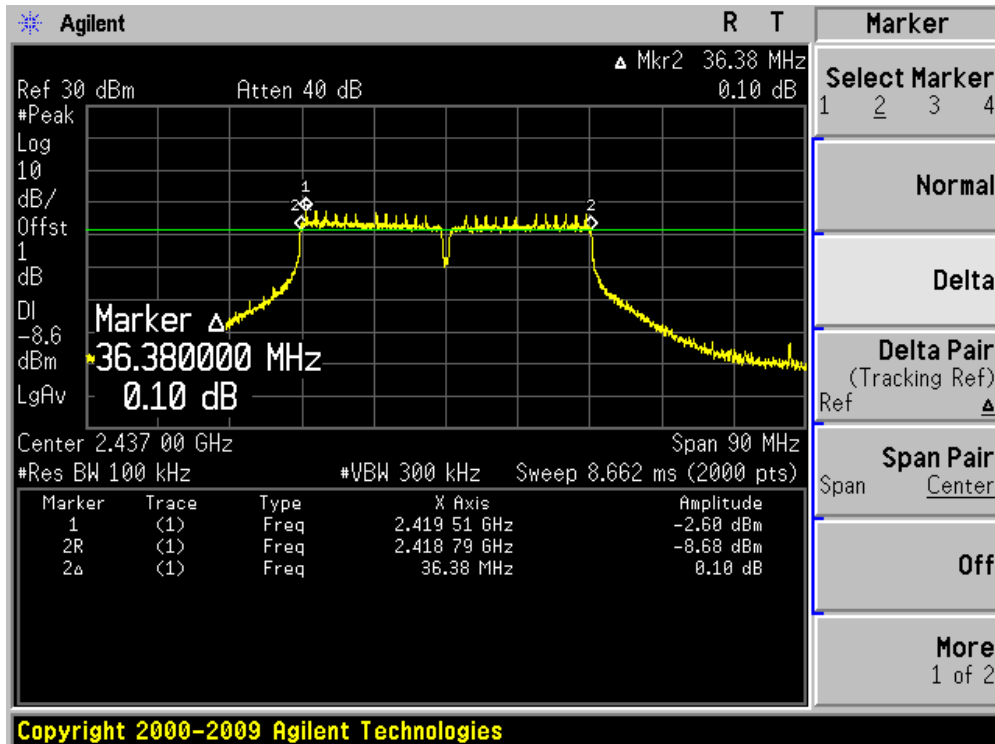 Agilent R T
Δ Mkr2 36.38 MHz
Ref 30 dBm Atten 40 dB 0.10 dB
#Peak
Log
10
dB/
Offst
1
dB
DI
-8.6
dBm
LgAv
1
2R
2
Marker Δ
36.380000 MHz
0.10 dB
Center 2.437 00 GHz Span 90 MHz
#Res BW 100 kHz #VBW 300 kHz Sweep 8.662 ms (2000 pts)
Marker Trace Type X Axis Amplitude
1 (1) Freq 2.419 51 GHz -2.60 dBm
2R (1) Freq 2.418 79 GHz -8.68 dBm
2Δ (1) Freq 36.38 MHz 0.10 dB
Marker
Select Marker
1 2 3 4
Normal
Delta
Delta Pair
(Tracking Ref)
Ref Δ
Span Pair
Span Center
Off
More
1 of 2
Copyright 2000-2009 Agilent Technologies